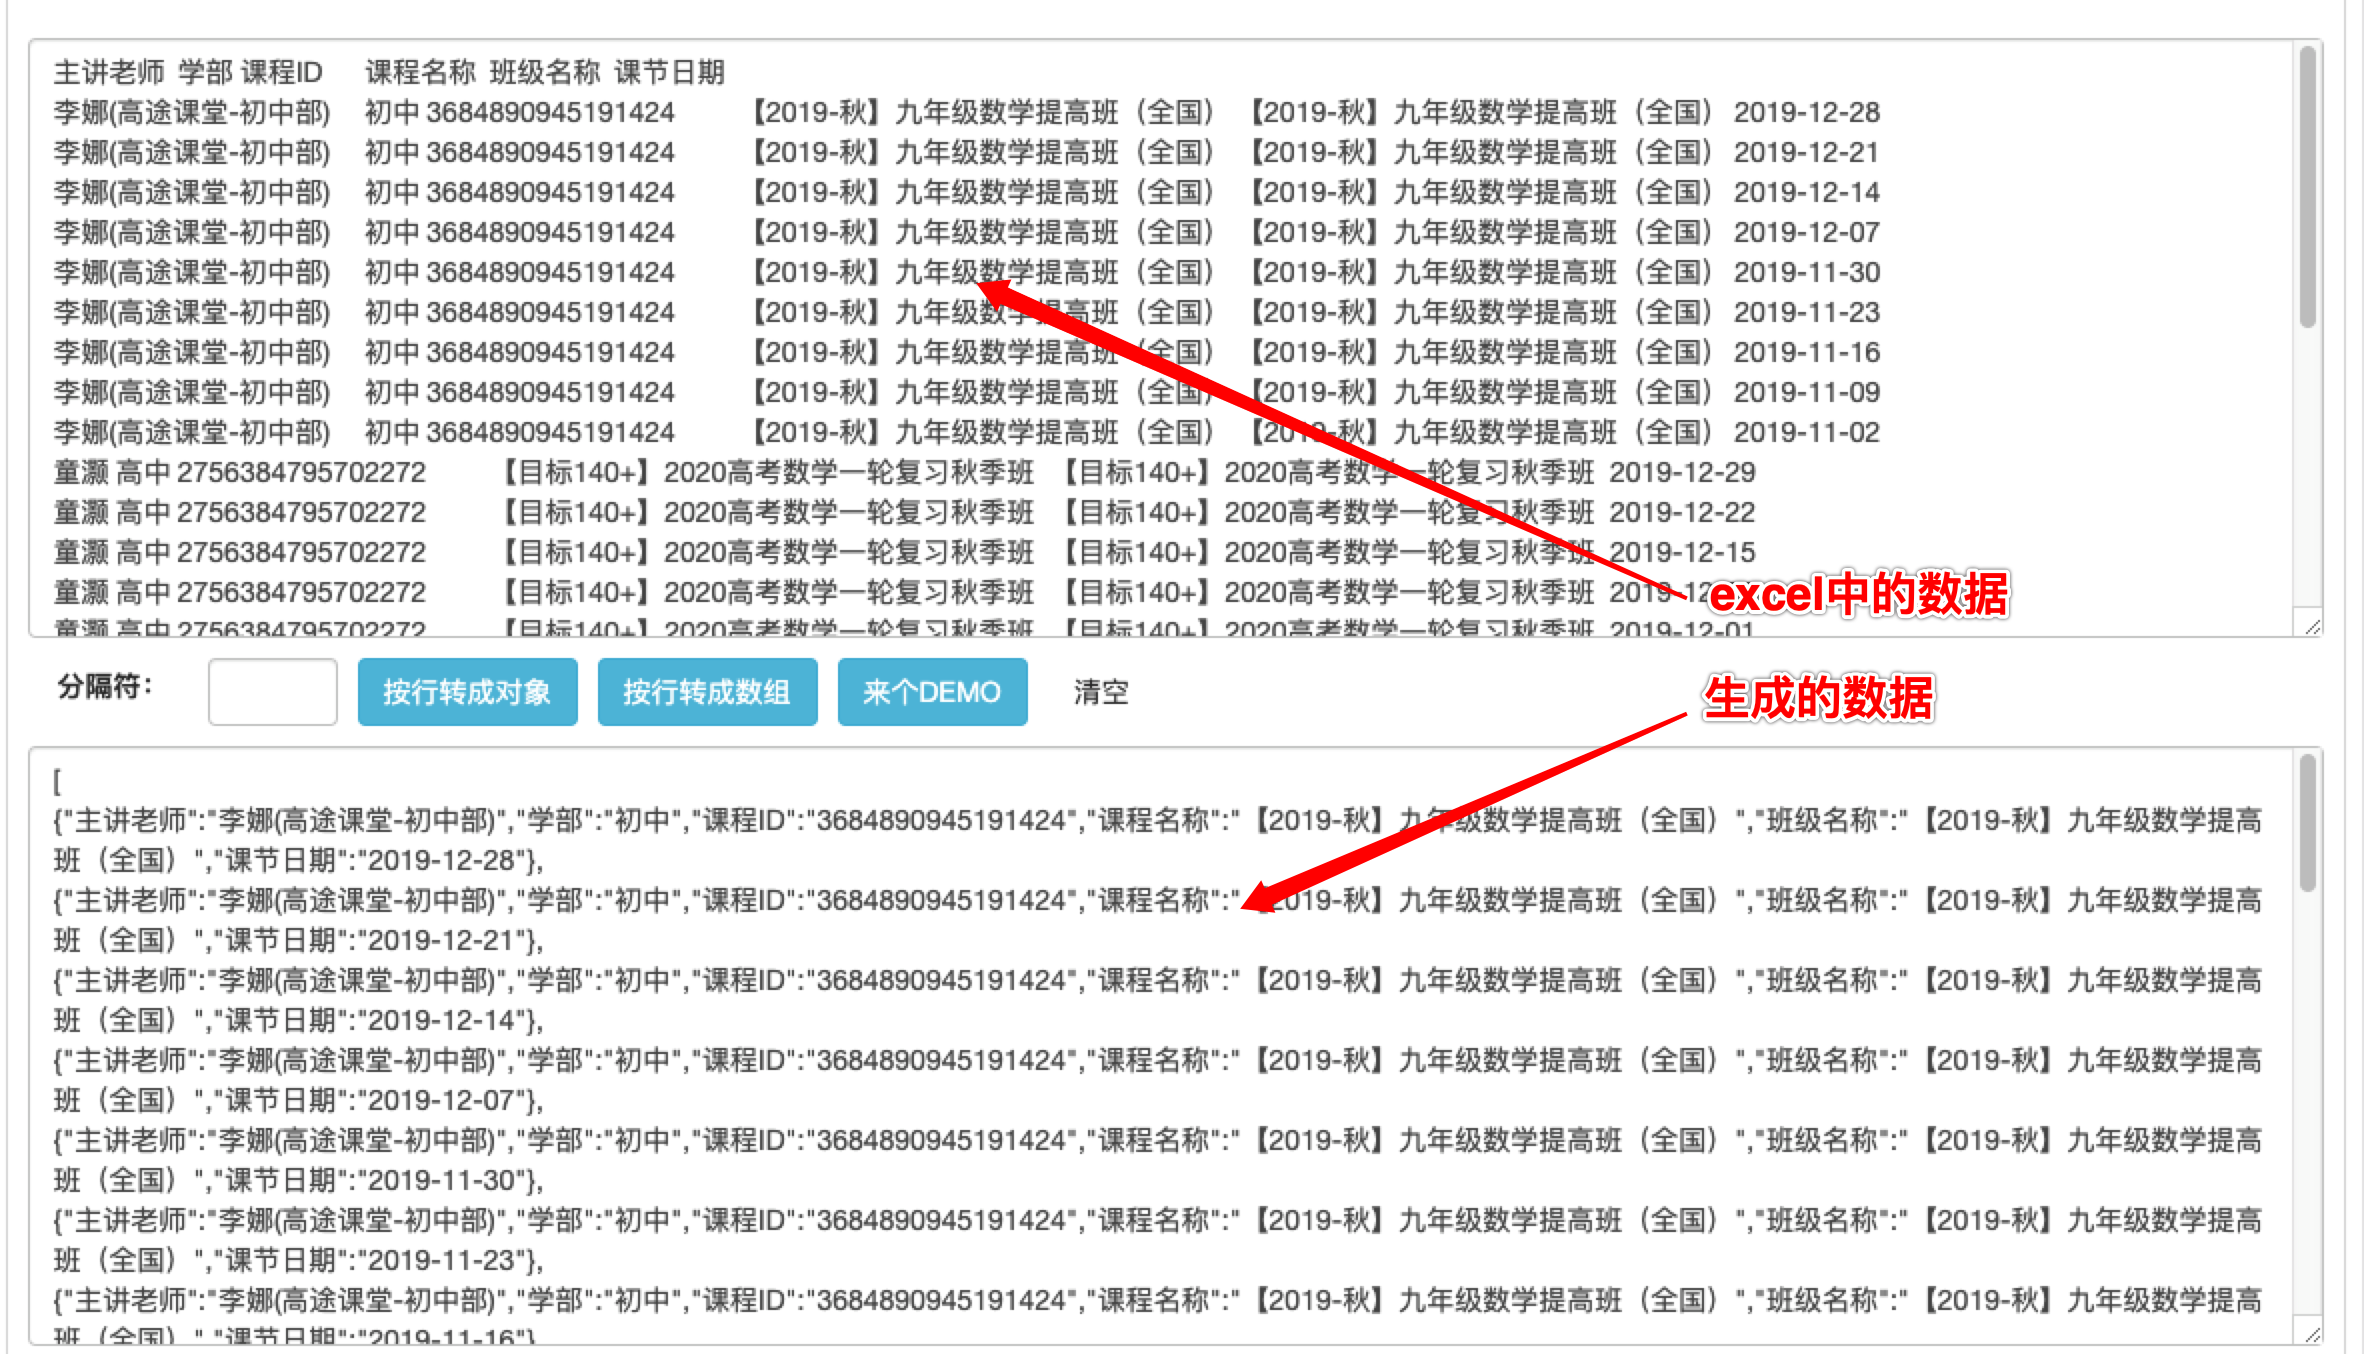 主讲老师 学部 课程ID 课程名称 班级名称 课节日期
李娜(高途课堂-初中部) 初中 3684890945191424 【2019-秋】九年级数学提高班（全国） 【2019-秋】九年级数学提高班（全国） 2019-12-28
李娜(高途课堂-初中部) 初中 3684890945191424 【2019-秋】九年级数学提高班（全国） 【2019-秋】九年级数学提高班（全国） 2019-12-21
李娜(高途课堂-初中部) 初中 3684890945191424 【2019-秋】九年级数学提高班（全国） 【2019-秋】九年级数学提高班（全国） 2019-12-14
李娜(高途课堂-初中部) 初中 3684890945191424 【2019-秋】九年级数学提高班（全国） 【2019-秋】九年级数学提高班（全国） 2019-12-07
李娜(高途课堂-初中部) 初中 3684890945191424 【2019-秋】九年级数学提高班（全国） 【2019-秋】九年级数学提高班（全国） 2019-11-30
李娜(高途课堂-初中部) 初中 3684890945191424 【2019-秋】九年级数学提高班（全国） 【2019-秋】九年级数学提高班（全国） 2019-11-23
李娜(高途课堂-初中部) 初中 3684890945191424 【2019-秋】九年级数学提高班（全国） 【2019-秋】九年级数学提高班（全国） 2019-11-16
李娜(高途课堂-初中部) 初中 3684890945191424 【2019-秋】九年级数学提高班（全国） 【2019-秋】九年级数学提高班（全国） 2019-11-09
李娜(高途课堂-初中部) 初中 3684890945191424 【2019-秋】九年级数学提高班（全国） 【2019-秋】九年级数学提高班（全国） 2019-11-02
童灏 高中 2756384795702272 【目标140+】2020高考数学一轮复习秋季班 【目标140+】2020高考数学一轮复习秋季班 2019-12-29
童灏 高中 2756384795702272 【目标140+】2020高考数学一轮复习秋季班 【目标140+】2020高考数学一轮复习秋季班 2019-12-22
童灏 高中 2756384795702272 【目标140+】2020高考数学一轮复习秋季班 【目标140+】2020高考数学一轮复习秋季班 2019-12-15
童灏 高中 2756384795702272 【目标140+】2020高考数学一轮复习秋季班 【目标140+】2020高考数学一轮复习秋季班 2019-12
excel中的数据
童灏 高中 2756384795702272 【目标140+】2020高考数学一轮复习秋季班 【目标140+】2020高考数学一轮复习秋季班 2019-12-01
分隔符： 按行转成对象 按行转成数组 来个DEMO 清空
生成的数据
[
{"主讲老师":"李娜(高途课堂-初中部)","学部":"初中","课程ID":"3684890945191424","课程名称":"【2019-秋】九年级数学提高班（全国）","班级名称":"【2019-秋】九年级数学提高
班（全国）","课节日期":"2019-12-28"},
{"主讲老师":"李娜(高途课堂-初中部)","学部":"初中","课程ID":"3684890945191424","课程名称":"【2019-秋】九年级数学提高班（全国）","班级名称":"【2019-秋】九年级数学提高
班（全国）","课节日期":"2019-12-21"},
{"主讲老师":"李娜(高途课堂-初中部)","学部":"初中","课程ID":"3684890945191424","课程名称":"【2019-秋】九年级数学提高班（全国）","班级名称":"【2019-秋】九年级数学提高
班（全国）","课节日期":"2019-12-14"},
{"主讲老师":"李娜(高途课堂-初中部)","学部":"初中","课程ID":"3684890945191424","课程名称":"【2019-秋】九年级数学提高班（全国）","班级名称":"【2019-秋】九年级数学提高
班（全国）","课节日期":"2019-12-07"},
{"主讲老师":"李娜(高途课堂-初中部)","学部":"初中","课程ID":"3684890945191424","课程名称":"【2019-秋】九年级数学提高班（全国）","班级名称":"【2019-秋】九年级数学提高
班（全国）","课节日期":"2019-11-30"},
{"主讲老师":"李娜(高途课堂-初中部)","学部":"初中","课程ID":"3684890945191424","课程名称":"【2019-秋】九年级数学提高班（全国）","班级名称":"【2019-秋】九年级数学提高
班（全国）","课节日期":"2019-11-23"},
{"主讲老师":"李娜(高途课堂-初中部)","学部":"初中","课程ID":"3684890945191424","课程名称":"【2019-秋】九年级数学提高班（全国）","班级名称":"【2019-秋】九年级数学提高
班（全国）","课节日期":"2019-11-16"},